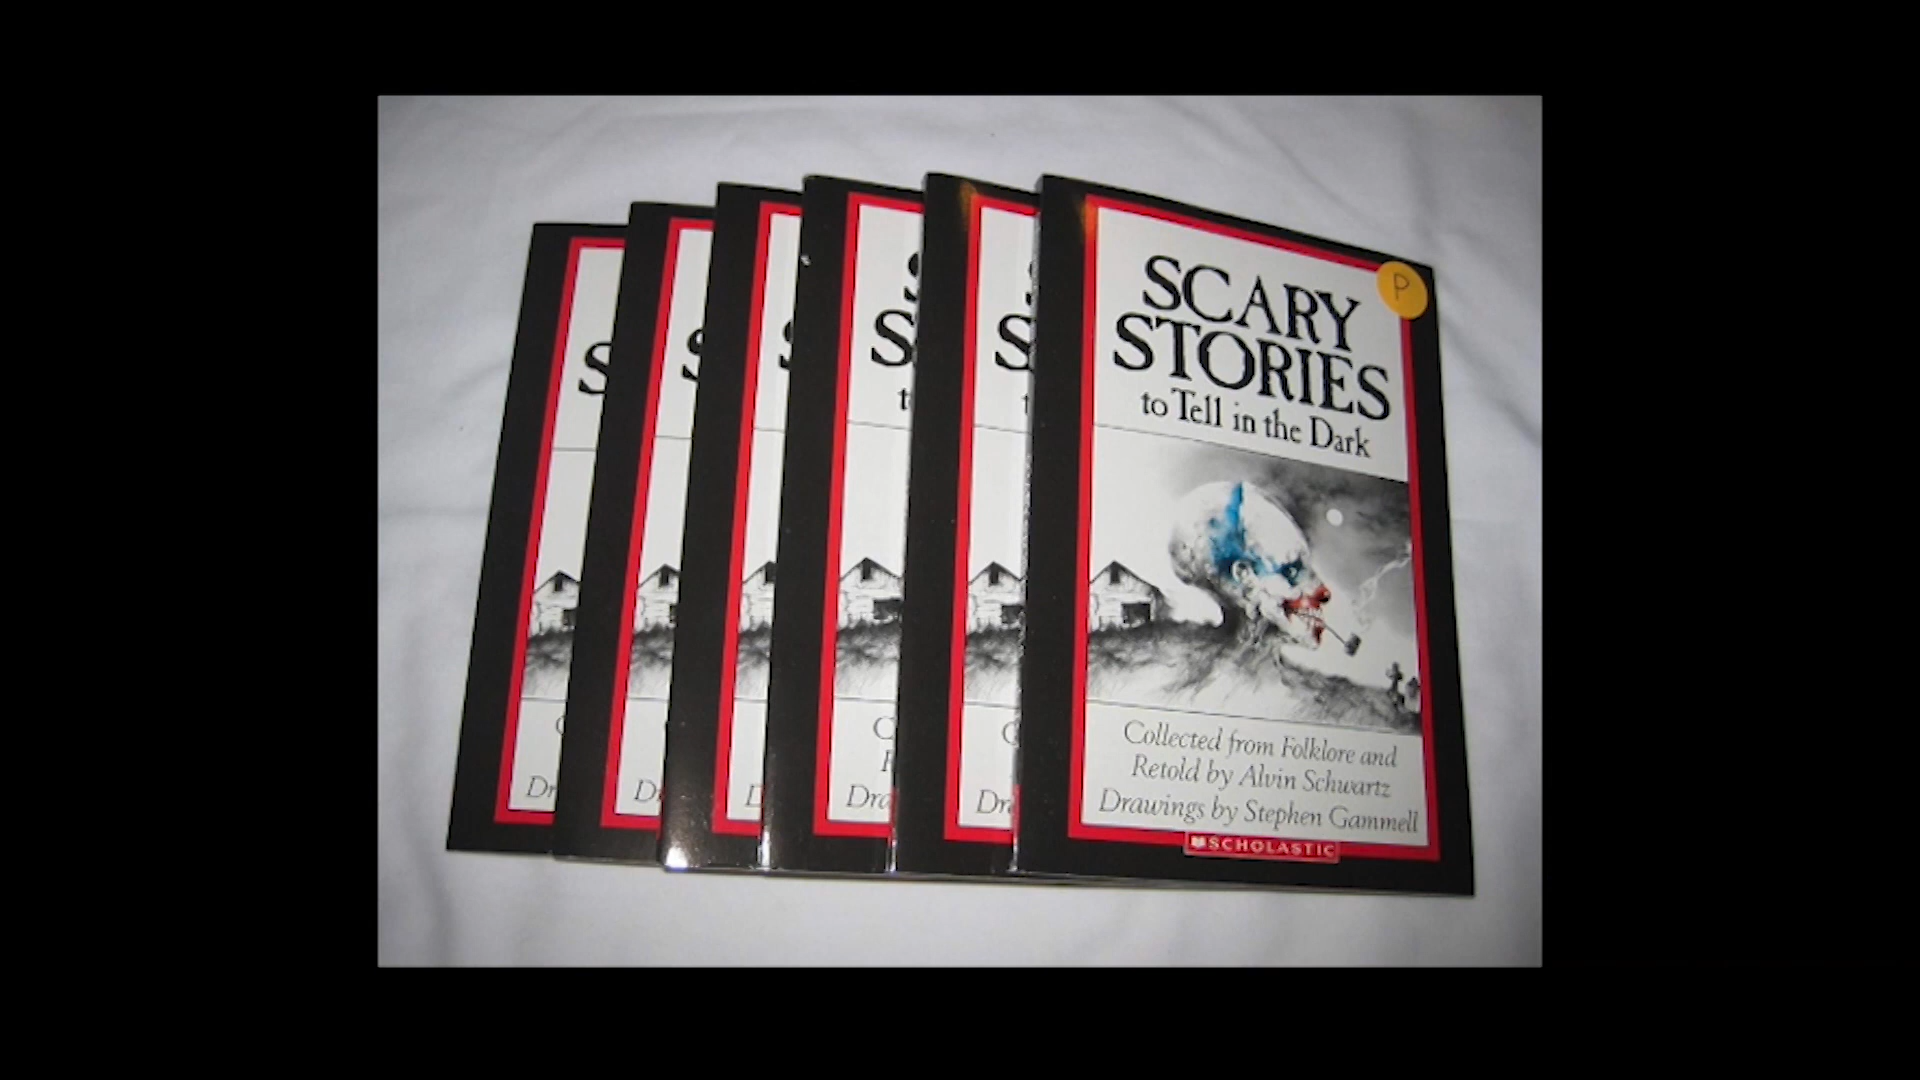 SCARY
STORIES
to Tell in the Dark
Collected from Folklore and
Retold by Alvin Schwartz
Drawings by Stephen Gammell
SCHOLASTIC
P